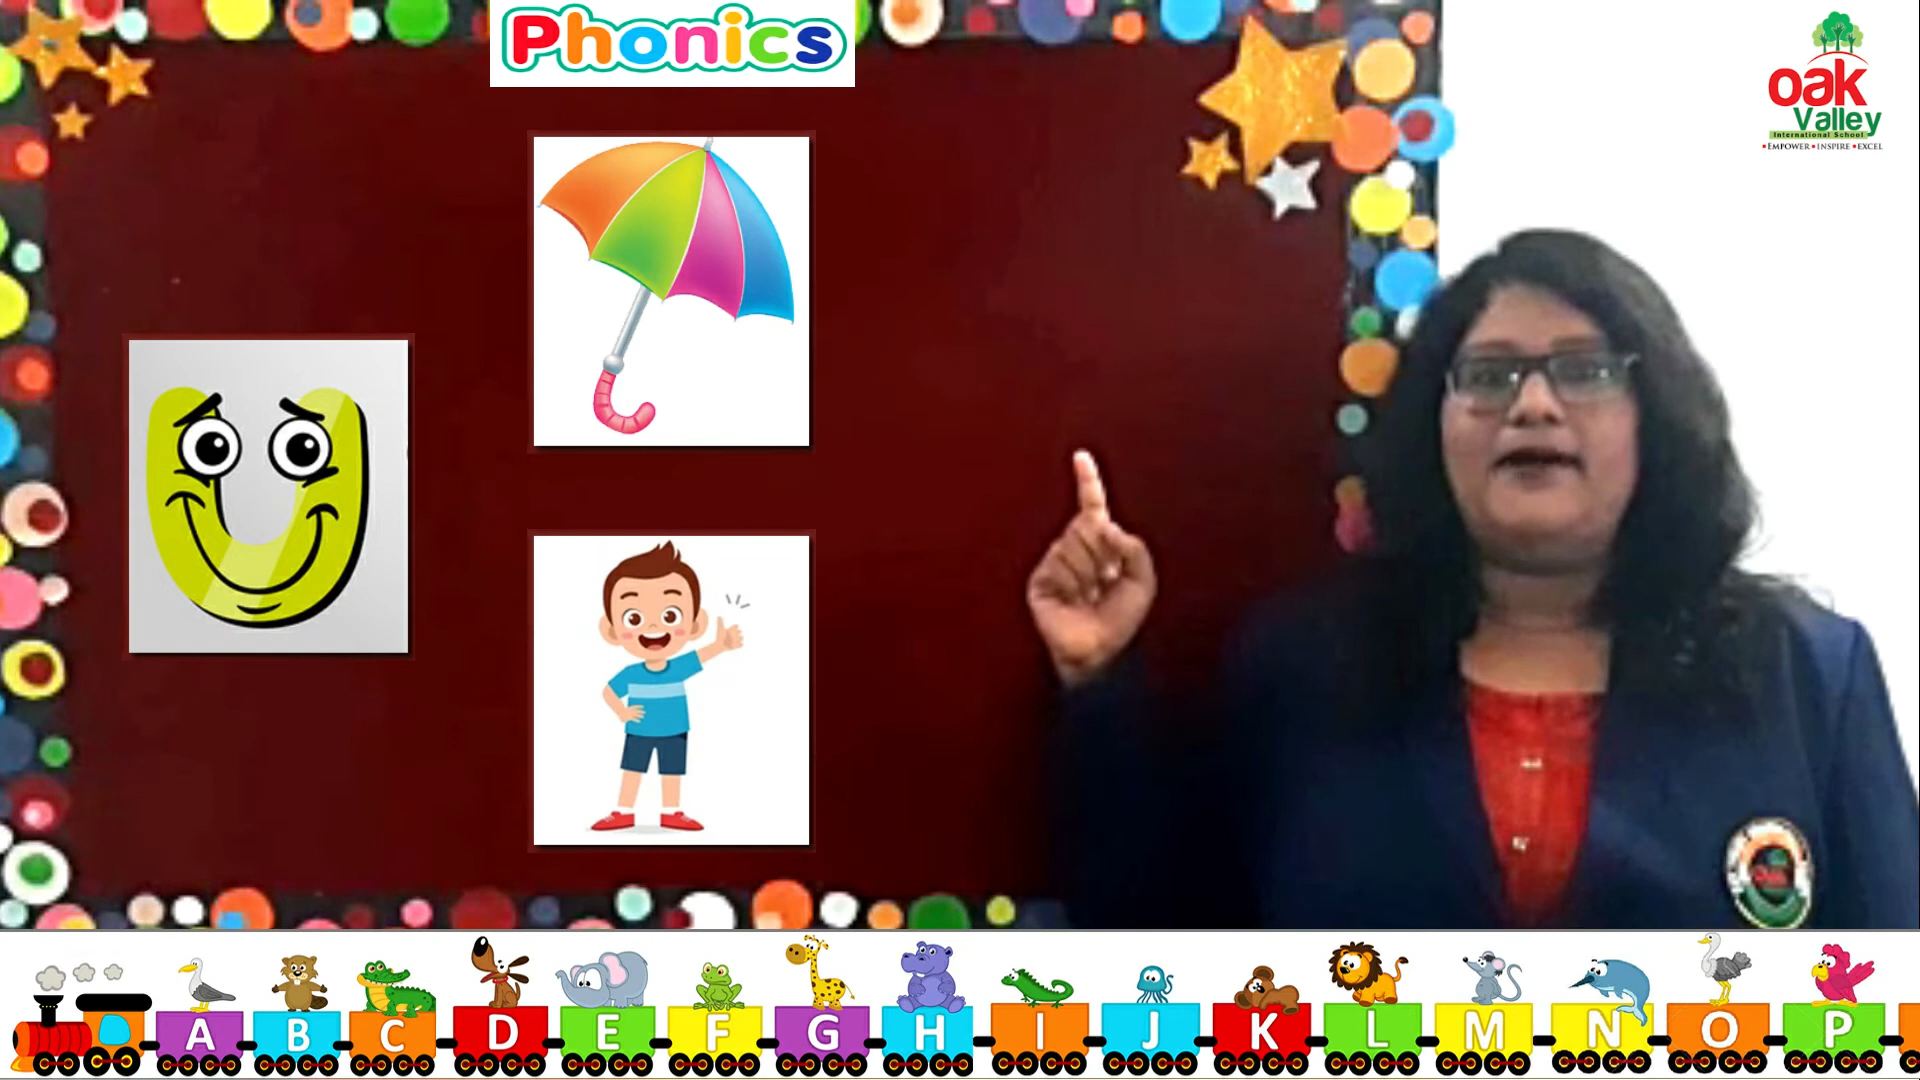 Phonics
oak
Valley
International School
•EMPOWER •INSPIRE •EXCEL
U
A B C D E F G H I J K L M N O P